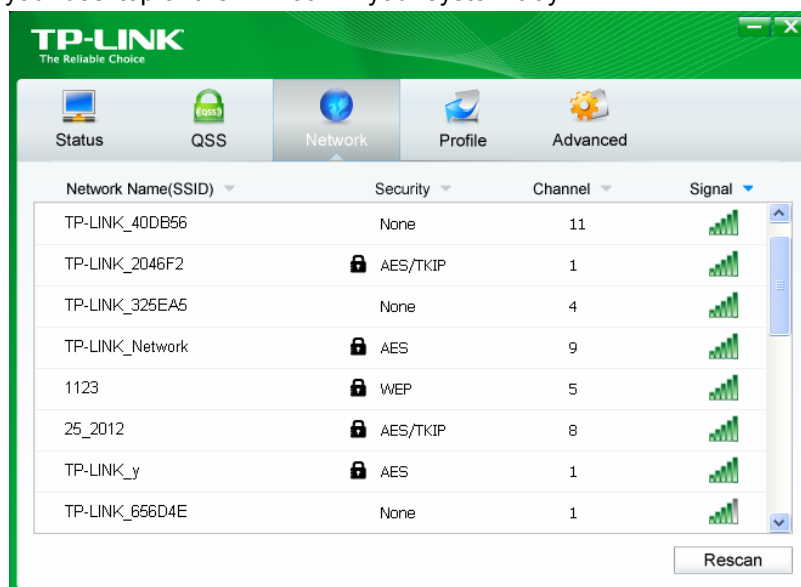 TP-LINK
The Reliable Choice
Status QSS Network Profile Advanced
Network Name(SSID) Security Channel Signal
TP-LINK_40DB56 None 11
TP-LINK_2046F2 AES/TKIP 1
TP-LINK_325EA5 None 4
TP-LINK_Network AES 9
1123 WEP 5
25_2012 AES/TKIP 8
TP-LINK_y AES 1
TP-LINK_656D4E None 1
Rescan